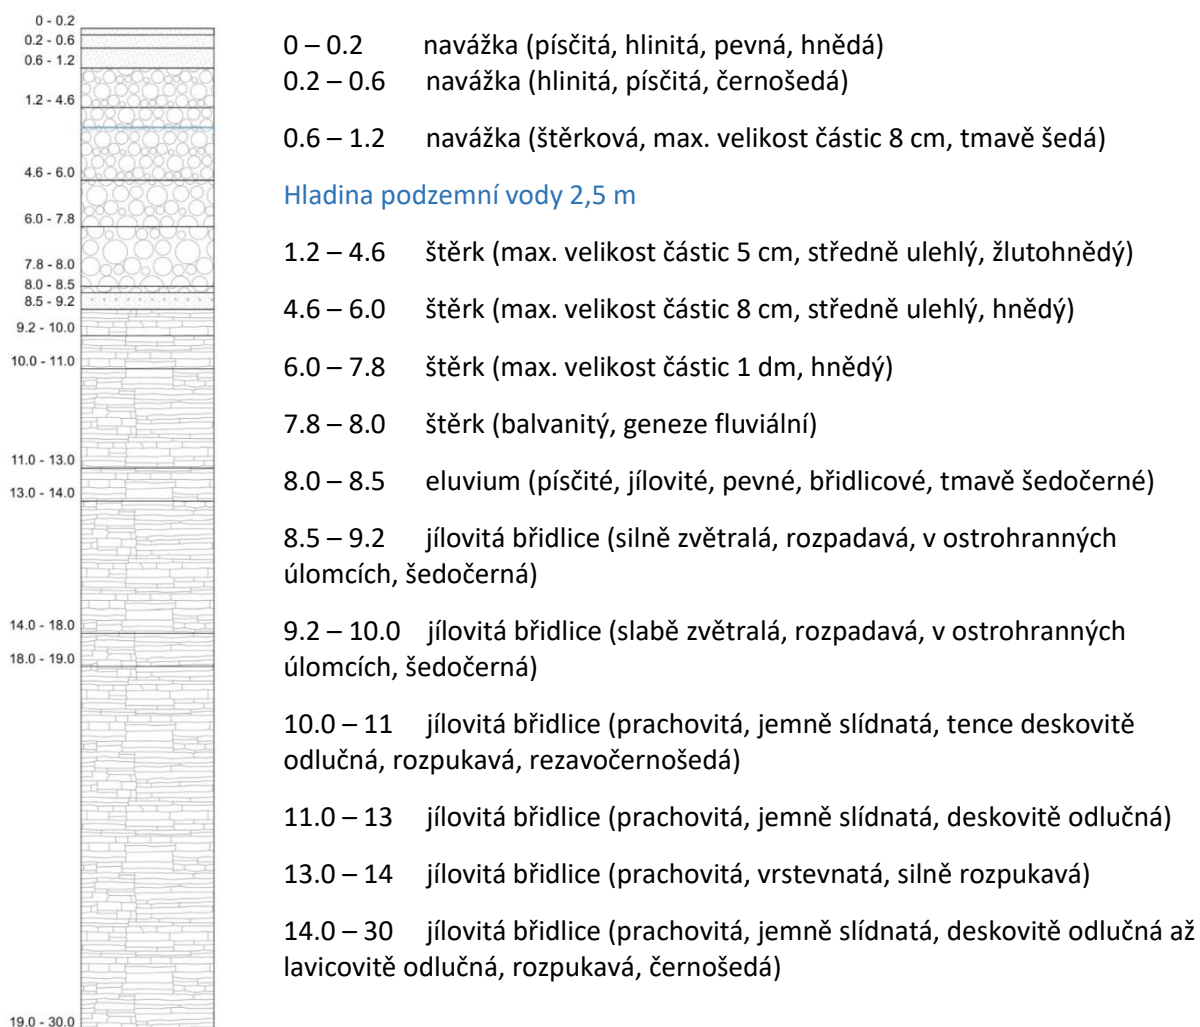 0 - 0.2
0.2 - 0.6
0.6 - 1.2
1.2 - 4.6
4.6 - 6.0
6.0 - 7.8
7.8 - 8.0
8.0 - 8.5
8.5 - 9.2
9.2 - 10.0
10.0 - 11.0
11.0 - 13.0
13.0 - 14.0
14.0 - 18.0
18.0 - 19.0
19.0 - 30.0
0 – 0.2 navážka (písčitá, hlinitá, pevná, hnědá)
0.2 – 0.6 navážka (hlinitá, písčitá, černošedá)
0.6 – 1.2 navážka (štěrková, max. velikost částic 8 cm, tmavě šedá)
Hladina podzemní vody 2,5 m
1.2 – 4.6 štěrk (max. velikost částic 5 cm, středně ulehlý, žlutohnědý)
4.6 – 6.0 štěrk (max. velikost částic 8 cm, středně ulehlý, hnědý)
6.0 – 7.8 štěrk (max. velikost částic 1 dm, hnědý)
7.8 – 8.0 štěrk (balvanitý, geneze fluviální)
8.0 – 8.5 eluvium (písčité, jílovité, pevné, břidlicové, tmavě šedočerné)
8.5 – 9.2 jílovitá břidlice (silně zvětralá, rozpadavá, v ostrohranných
úlomcích, šedočerná)
9.2 – 10.0 jílovitá břidlice (slabě zvětralá, rozpadavá, v ostrohranných
úlomcích, šedočerná)
10.0 – 11 jílovitá břidlice (prachovitá, jemně slídnatá, tence deskovitě
odlučná, rozpukavá, rezavočernošedá)
11.0 – 13 jílovitá břidlice (prachovitá, jemně slídnatá, deskovitě odlučná)
13.0 – 14 jílovitá břidlice (prachovitá, vrstevnatá, silně rozpukavá)
14.0 – 30 jílovitá břidlice (prachovitá, jemně slídnatá, deskovitě odlučná až
lavicovitě odlučná, rozpukavá, černošedá)